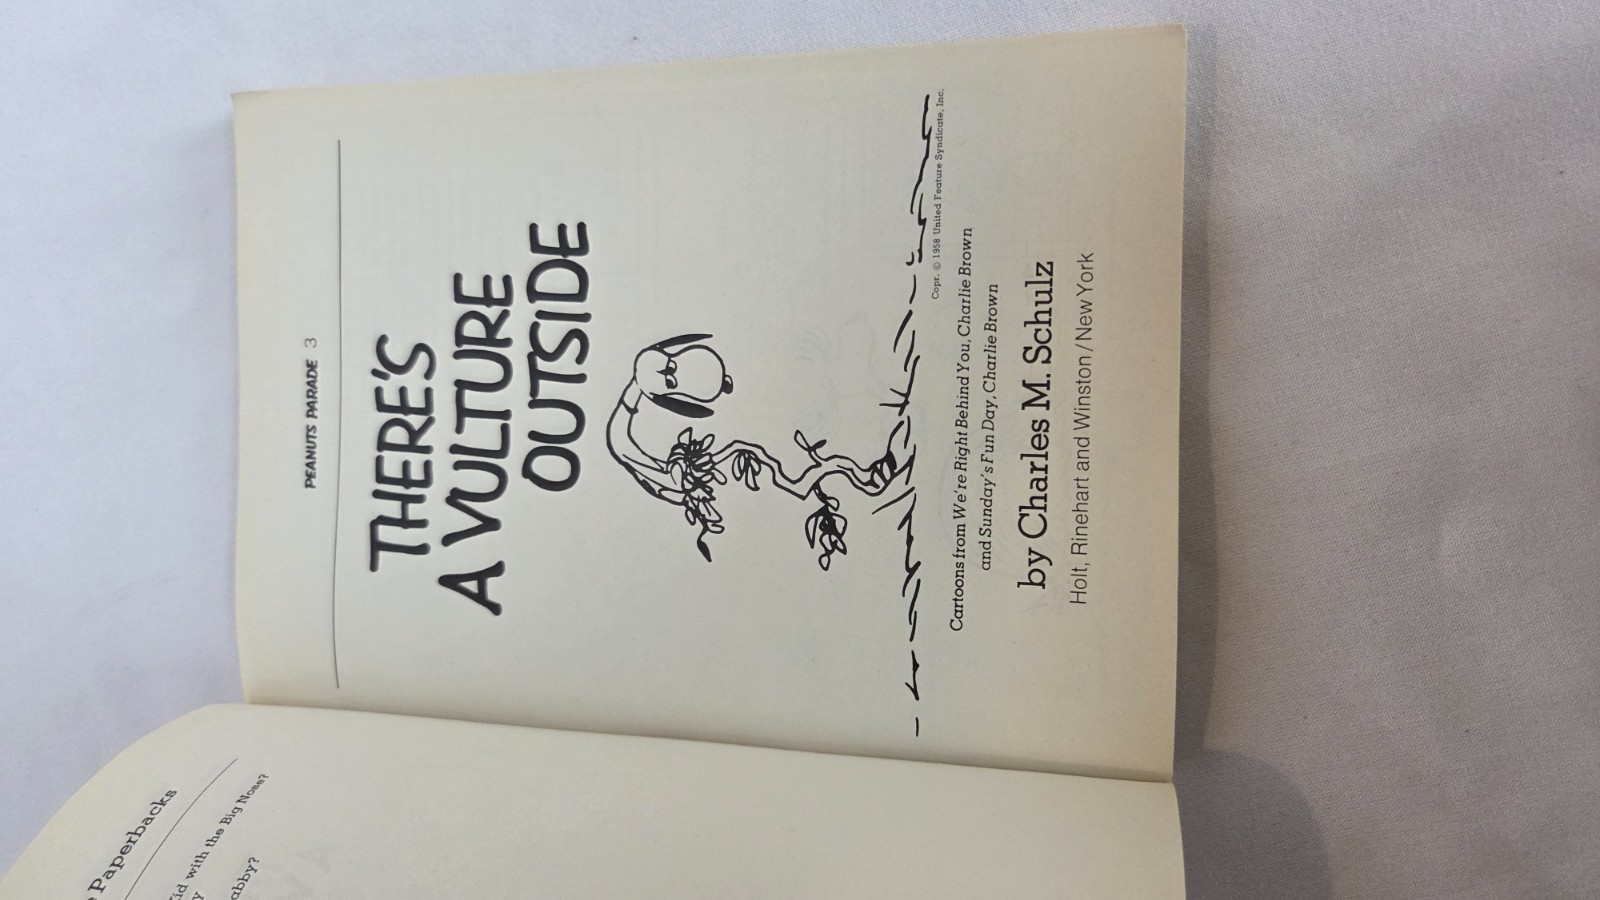 Paperbacks
with the Big Nose?
PEANUTS PARADE 3
THERE'S
A VULTURE
OUTSIDE
Copr. © 1958 United Feature Syndicate, Inc.
Cartoons from We're Right Behind You, Charlie Brown
and Sunday's Fun Day, Charlie Brown
by Charles M. Schulz
Holt, Rinehart and Winston/New York